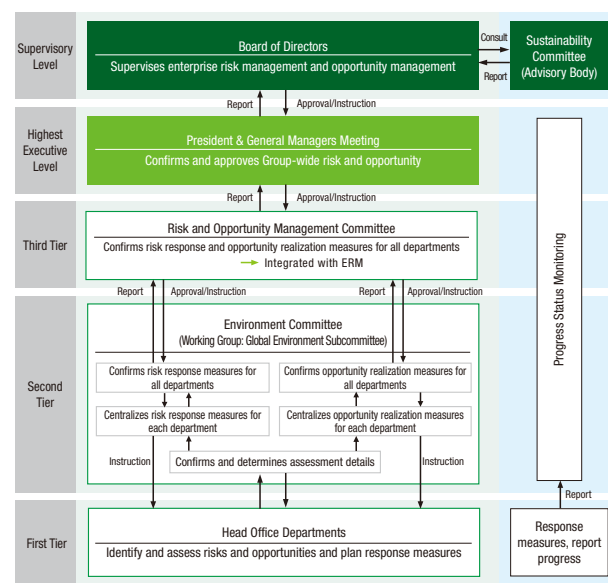 Supervisory
Level
Board of Directors
Supervises enterprise risk management and opportunity management
Consult
Report
Sustainability
Committee
(Advisory Body)
Report
Approval/Instruction
Highest
Executive
Level
President & General Managers Meeting
Confirms and approves Group-wide risk and opportunity
Report
Approval/Instruction
Third Tier
Risk and Opportunity Management Committee
Confirms risk response and opportunity realization measures for all departments
Integrated with ERM
Report
Approval/Instruction
Report
Approval/Instruction
Second
Tier
Environment Committee
(Working Group: Global Environment Subcommittee)
Confirms risk response measures for
all departments
Confirms opportunity realization measures for
all departments
Centralizes risk response measures for
each department
Centralizes opportunity realization measures
for each department
Instruction
Confirms and determines assessment details
Instruction
First Tier
Head Office Departments
Identify and assess risks and opportunities and plan response measures
Progress Status Monitoring
Report
Response
measures, report
progress